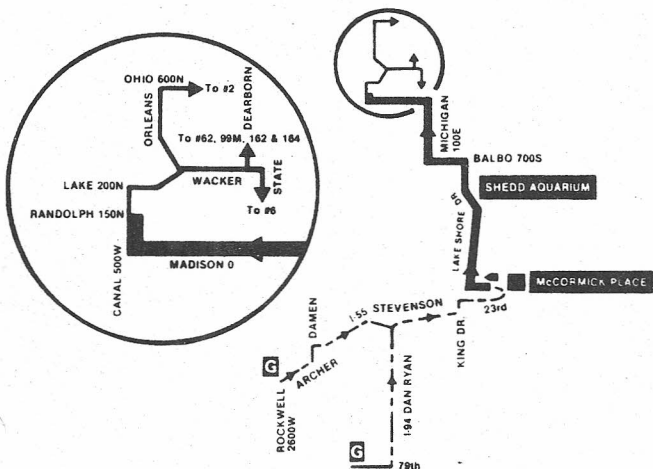 OHIO 600N
To #2
ORLEANS
DEARBORN
To #62, 99M, 162 & 164
LAKE 200N
WACKER
STATE
RANDOLPH 150N
To #6
CANAL 500W
MADISON 0
MICHIGAN
100E
BALBO 700S
SHEDD AQUARIUM
LAKE SHORE DR
McCORMICK PLACE
23rd
KING DR.
I-55 STEVENSON
DAMEN
ARCHER
G
ROCKWELL
2600W
I-94 DAN RYAN
G
79th